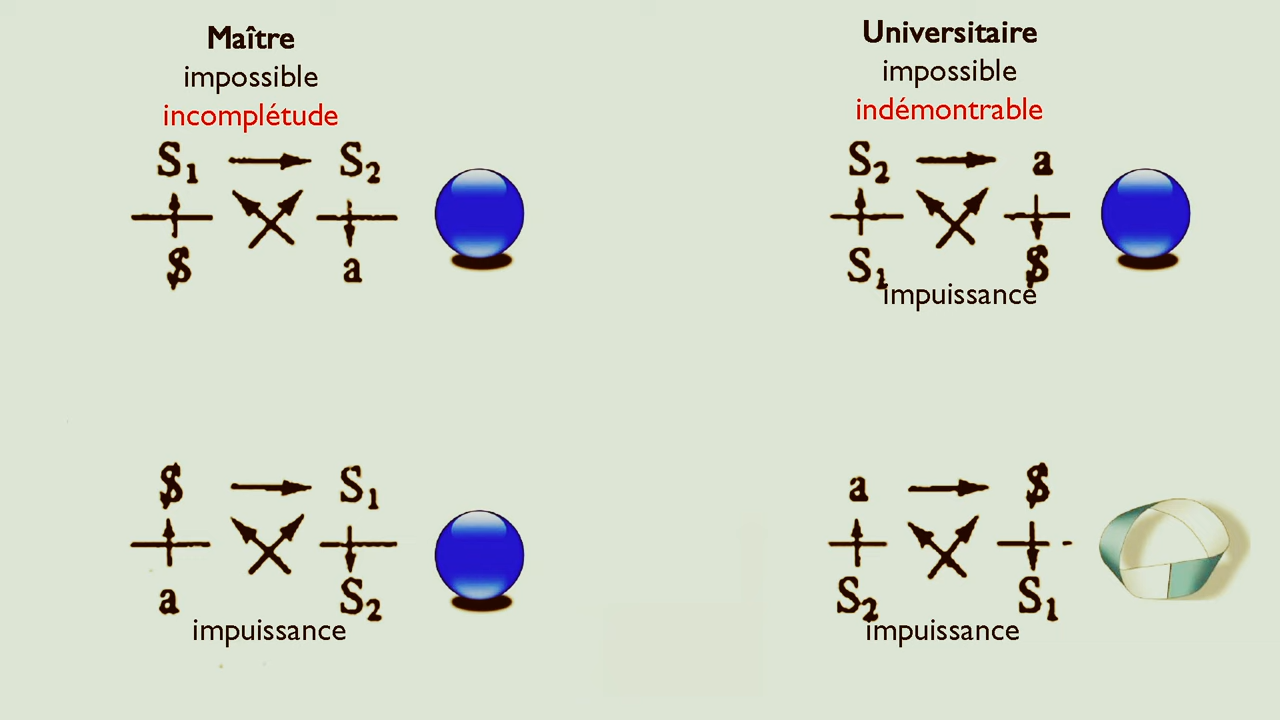 Maître
impossible
incomplétude
S₁ → S₂
$ a
Universitaire
impossible
indémontrable
S₂ → a
S₁ $
impuissance
$ → S₁
a S₂
impuissance
a → $
S₂ S₁
impuissance